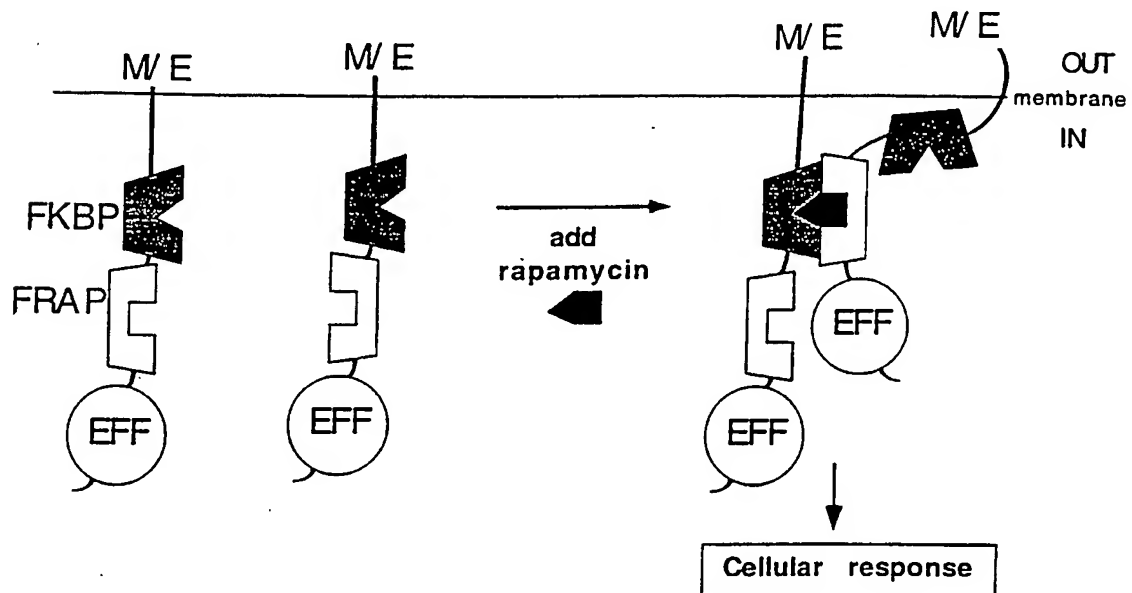 M/ E
M/ E
M/ E
M/ E
OUT
membrane
IN
FKBP
FRAP
EFF
EFF
add
rapamycin
EFF
EFF
Cellular response